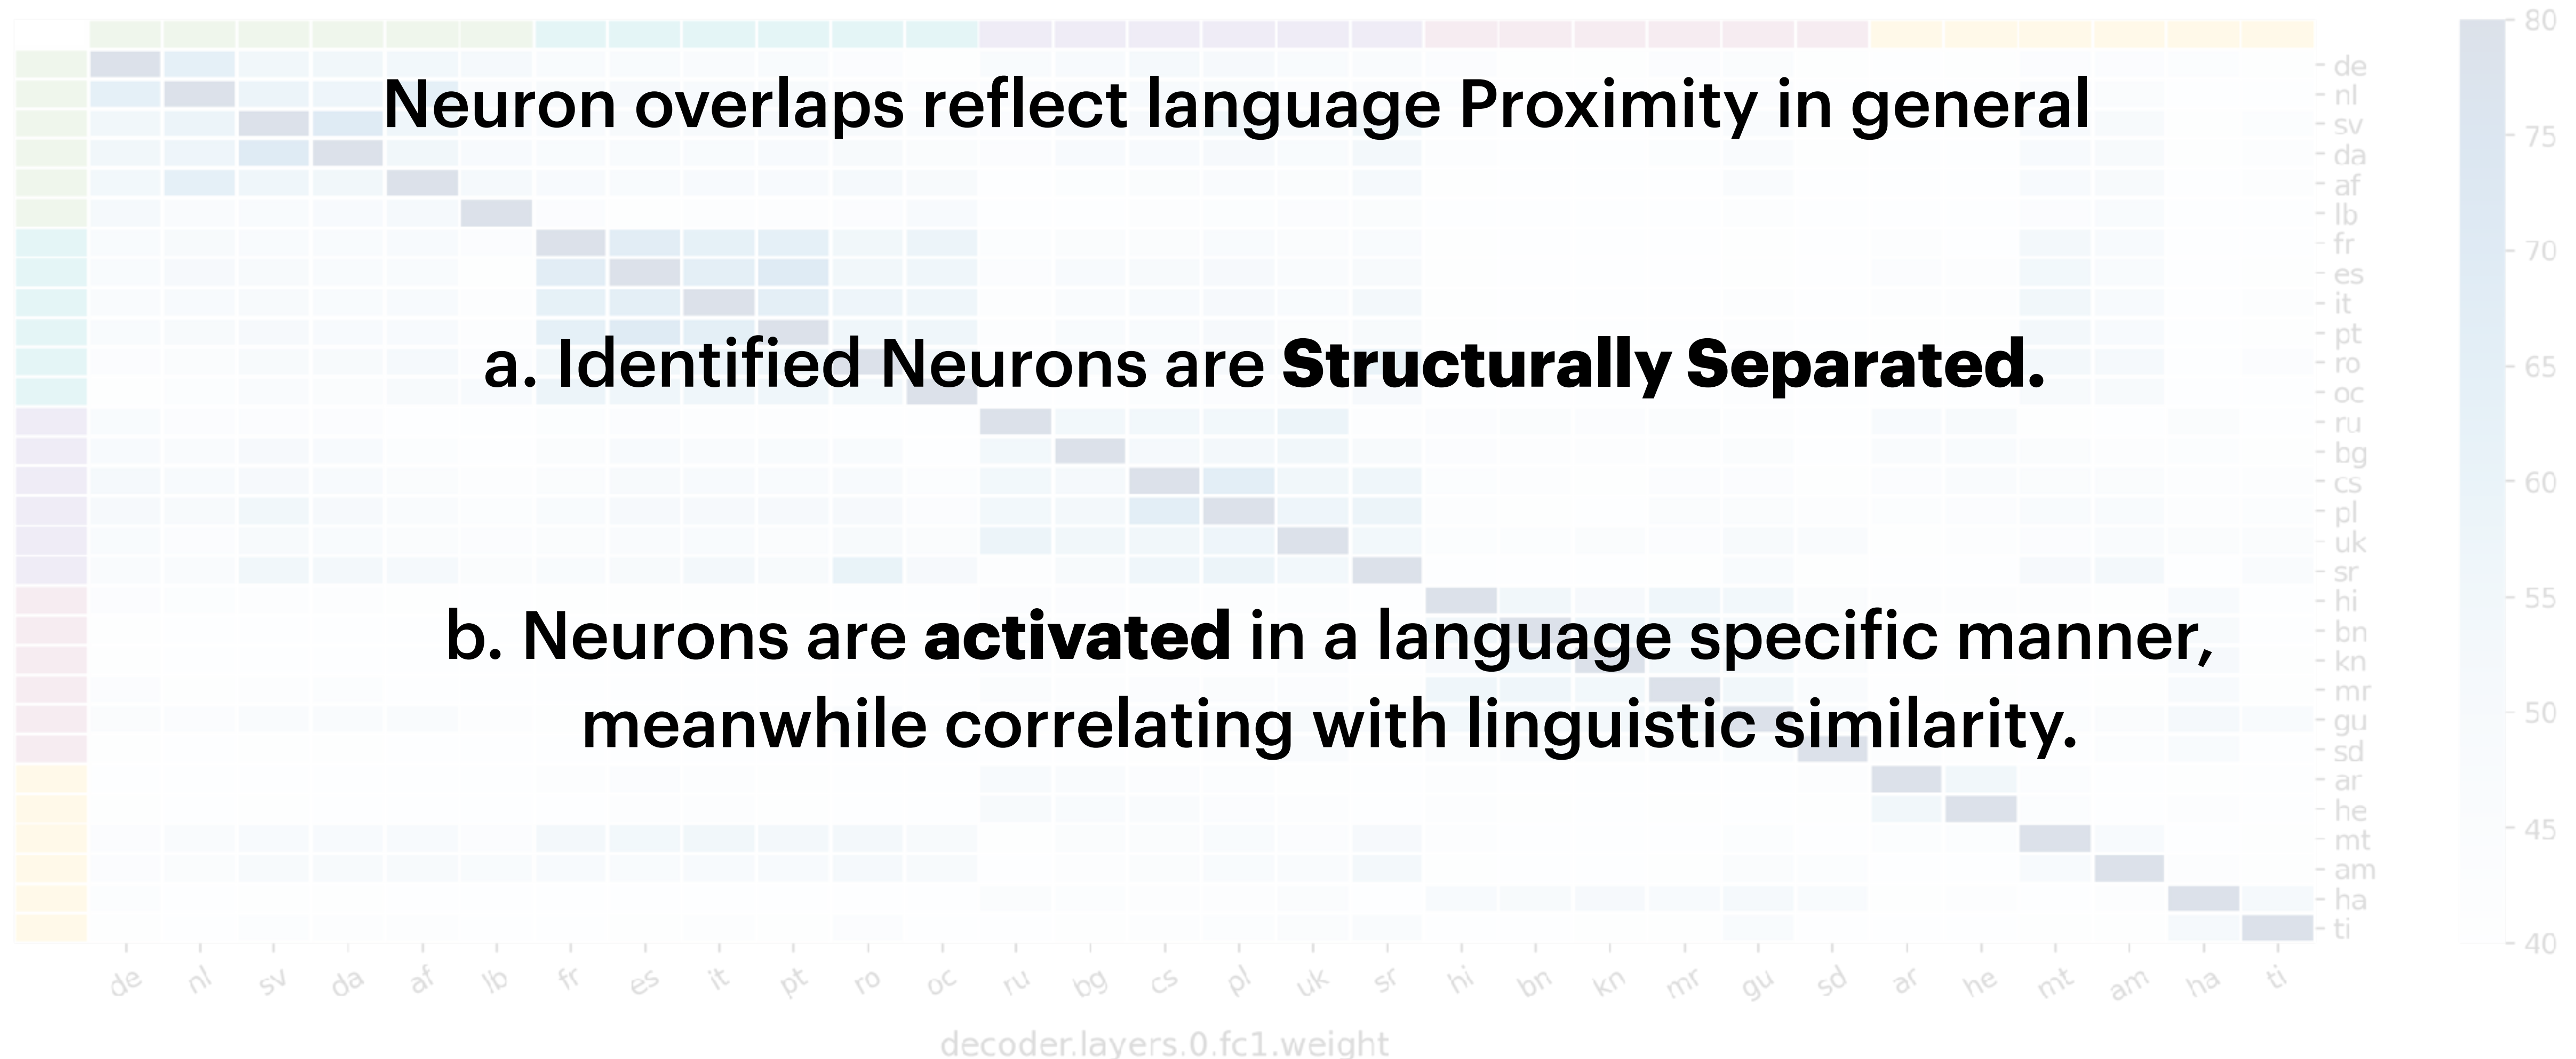 Neuron overlaps reflect language Proximity in general
a. Identified Neurons are Structurally Separated.
b. Neurons are activated in a language specific manner,
meanwhile correlating with linguistic similarity.
de
nl
sv
da
af
lb
fr
es
it
pt
ro
oc
ru
bg
cs
pl
uk
sr
hi
bn
kn
mr
gu
sd
ar
he
mt
am
ha
ti
80
75
70
65
60
55
50
45
40
de nl sv da af lb fr es it pt ro oc ru bg cs pl uk sr hi bn kn mr gu sd ar he mt am ha ti
decoder.layers.0.fc1.weight